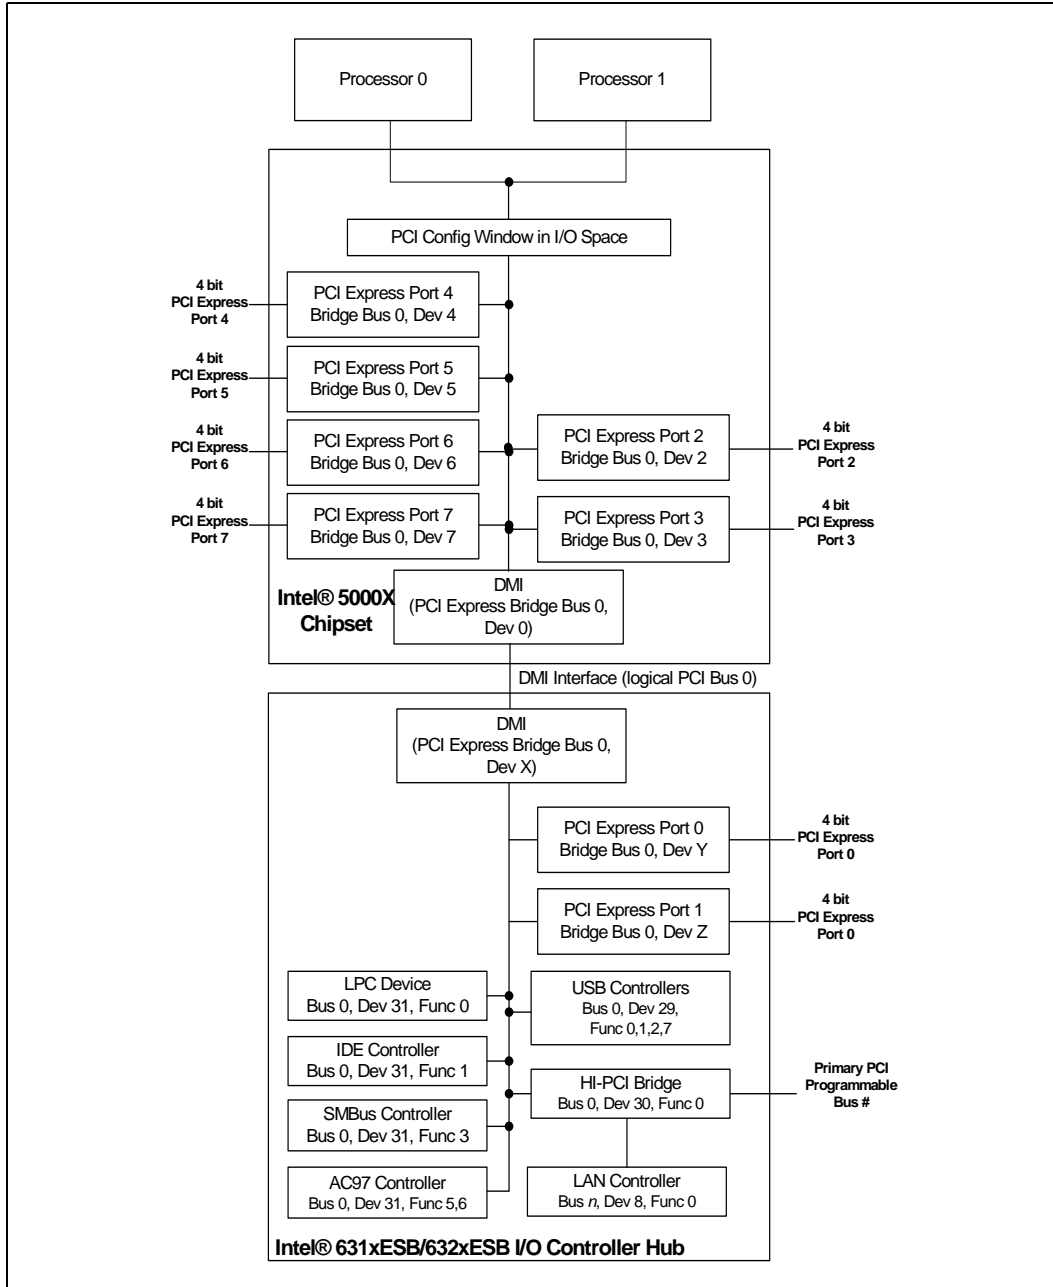 Processor 0
Processor 1
PCI Config Window in I/O Space
4 bit
PCI Express
Port 4
PCI Express Port 4
Bridge Bus 0, Dev 4
4 bit
PCI Express
Port 5
PCI Express Port 5
Bridge Bus 0, Dev 5
4 bit
PCI Express
Port 6
PCI Express Port 6
Bridge Bus 0, Dev 6
PCI Express Port 2
Bridge Bus 0, Dev 2
4 bit
PCI Express
Port 2
4 bit
PCI Express
Port 7
PCI Express Port 7
Bridge Bus 0, Dev 7
PCI Express Port 3
Bridge Bus 0, Dev 3
4 bit
PCI Express
Port 3
DMI
(PCI Express Bridge Bus 0,
Dev 0)
Intel® 5000X
Chipset
DMI Interface (logical PCI Bus 0)
DMI
(PCI Express Bridge Bus 0,
Dev X)
PCI Express Port 0
Bridge Bus 0, Dev Y
4 bit
PCI Express
Port 0
PCI Express Port 1
Bridge Bus 0, Dev Z
4 bit
PCI Express
Port 0
LPC Device
Bus 0, Dev 31, Func 0
USB Controllers
Bus 0, Dev 29,
Func 0,1,2,7
IDE Controller
Bus 0, Dev 31, Func 1
HI-PCI Bridge
Bus 0, Dev 30, Func 0
Primary PCI
Programmable
Bus #
SMBus Controller
Bus 0, Dev 31, Func 3
AC97 Controller
Bus 0, Dev 31, Func 5,6
LAN Controller
Bus n, Dev 8, Func 0
Intel® 631xESB/632xESB I/O Controller Hub